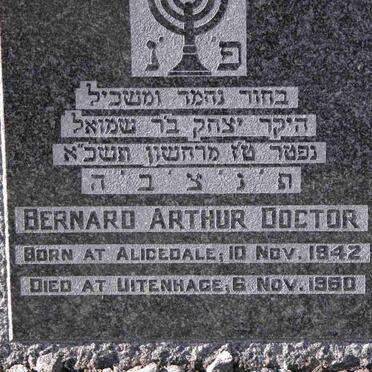 פ' נ'
בחור נחמד ומשכיל
היקר יצחק ב'ר שמואל
נפטר ט"ז מרחשון תשכ"א
ת' נ' צ' ב' ה
BERNARD ARTHUR DOCTOR
BORN AT ALICEDALE, 10 NOV. 1942
DIED AT UITENHAGE, 6 NOV. 1960